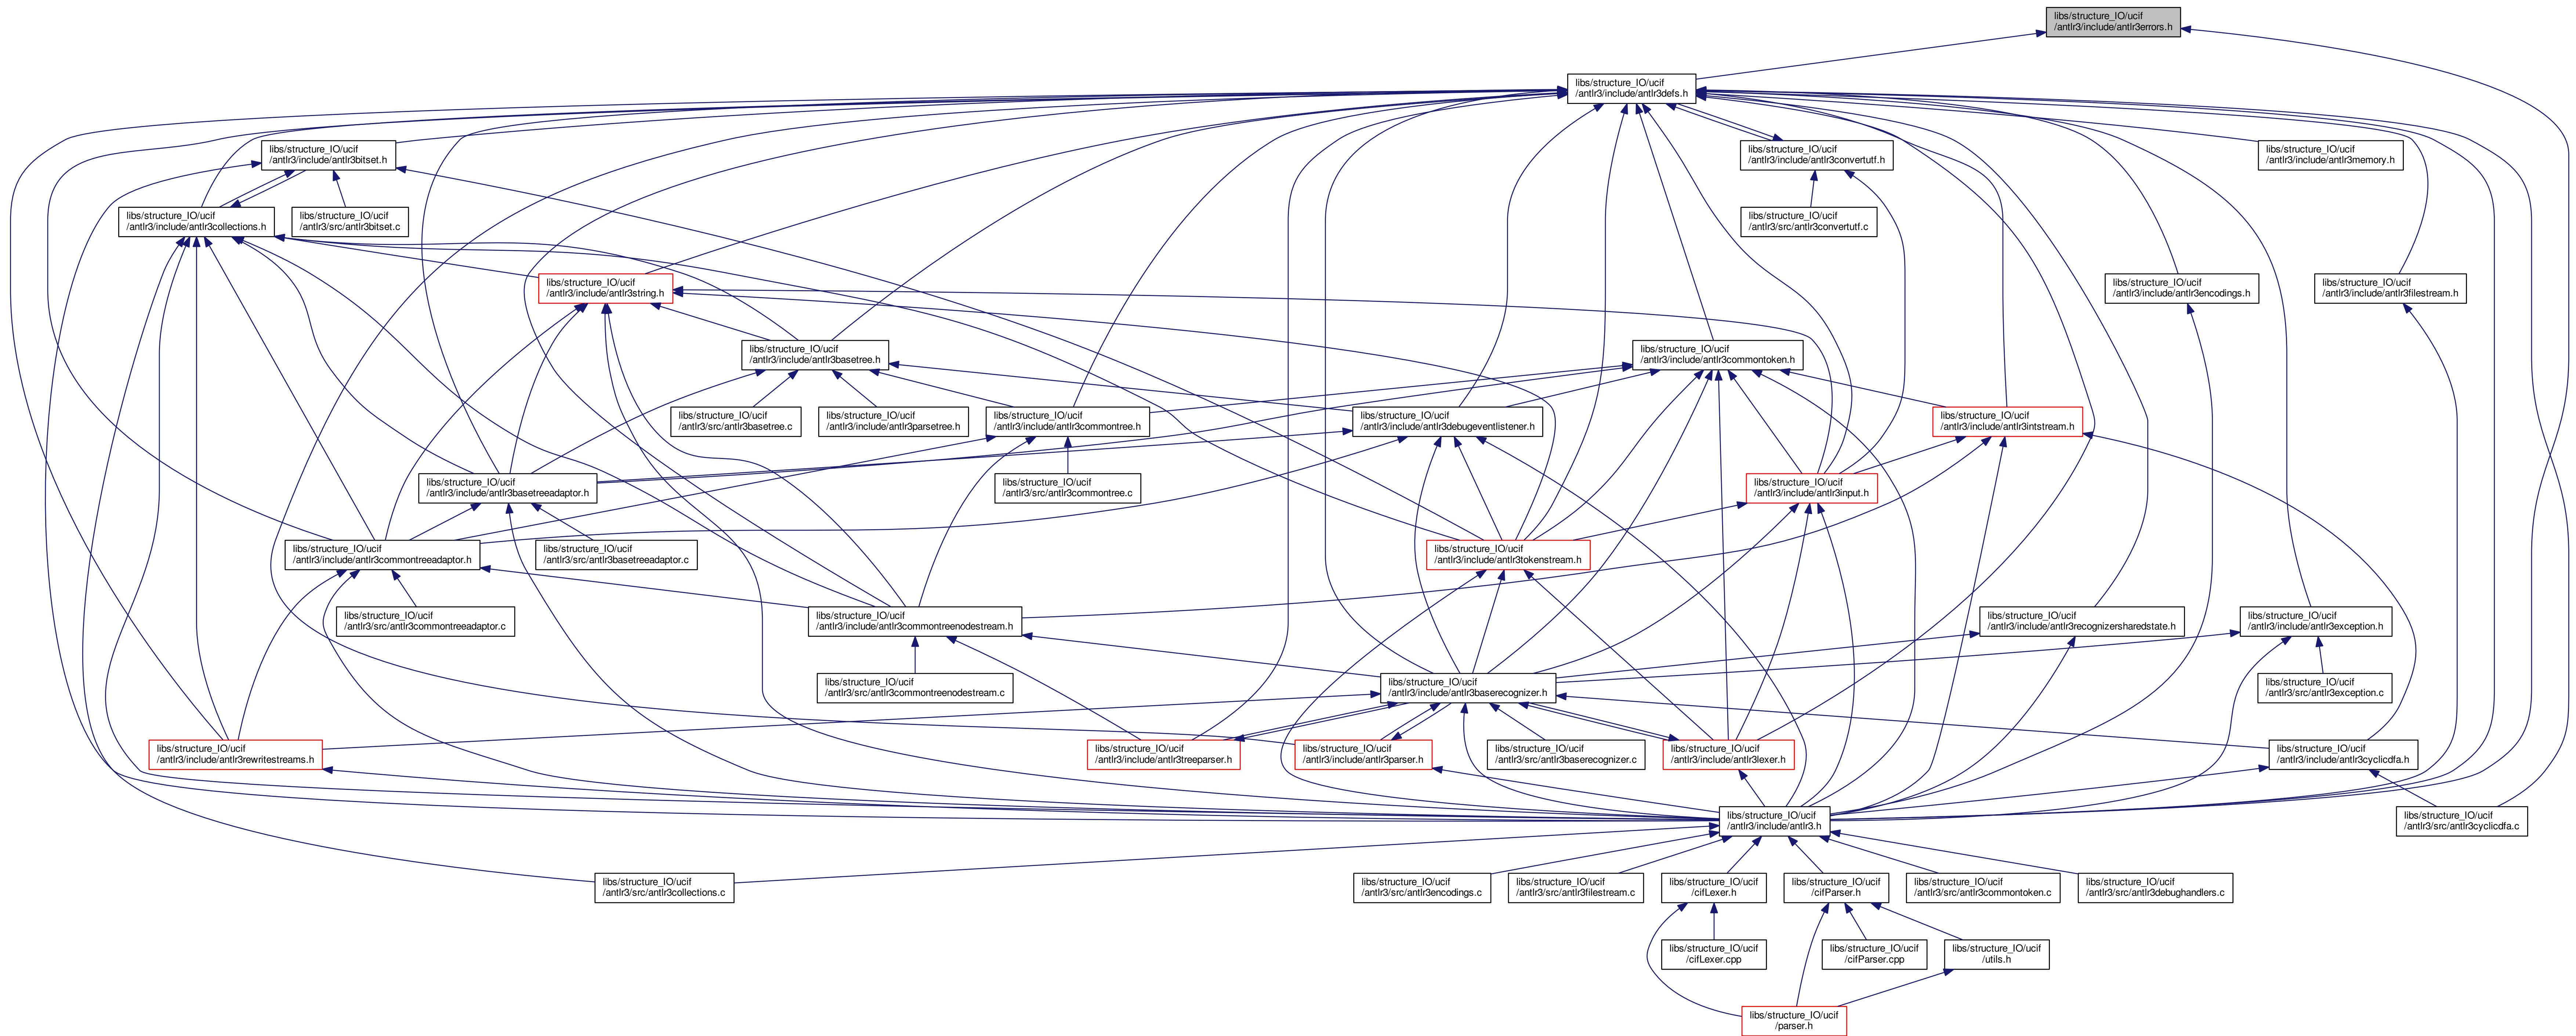 libs/structure_IO/ucif
/antlr3/include/antlr3errors.h
libs/structure_IO/ucif
/antlr3/include/antlr3defs.h
libs/structure_IO/ucif
/antlr3/include/antlr3bitset.h
libs/structure_IO/ucif
/antlr3/include/antlr3convertutf.h
libs/structure_IO/ucif
/antlr3/include/antlr3memory.h
libs/structure_IO/ucif
/antlr3/include/antlr3collections.h
libs/structure_IO/ucif
/antlr3/src/antlr3bitset.c
libs/structure_IO/ucif
/antlr3/src/antlr3convertutf.c
libs/structure_IO/ucif
/antlr3/include/antlr3string.h
libs/structure_IO/ucif
/antlr3/include/antlr3encodings.h
libs/structure_IO/ucif
/antlr3/include/antlr3filestream.h
libs/structure_IO/ucif
/antlr3/include/antlr3basetree.h
libs/structure_IO/ucif
/antlr3/include/antlr3commontoken.h
libs/structure_IO/ucif
/antlr3/src/antlr3basetree.c
libs/structure_IO/ucif
/antlr3/include/antlr3parsetree.h
libs/structure_IO/ucif
/antlr3/include/antlr3commontree.h
libs/structure_IO/ucif
/antlr3/include/antlr3debugeventlistener.h
libs/structure_IO/ucif
/antlr3/include/antlr3intstream.h
libs/structure_IO/ucif
/antlr3/include/antlr3basetreeadaptor.h
libs/structure_IO/ucif
/antlr3/src/antlr3commontree.c
libs/structure_IO/ucif
/antlr3/include/antlr3input.h
libs/structure_IO/ucif
/antlr3/include/antlr3commontreeadaptor.h
libs/structure_IO/ucif
/antlr3/src/antlr3basetreeadaptor.c
libs/structure_IO/ucif
/antlr3/include/antlr3tokenstream.h
libs/structure_IO/ucif
/antlr3/src/antlr3commontreeadaptor.c
libs/structure_IO/ucif
/antlr3/include/antlr3commontreenodestream.h
libs/structure_IO/ucif
/antlr3/include/antlr3recognizersharedstate.h
libs/structure_IO/ucif
/antlr3/include/antlr3exception.h
libs/structure_IO/ucif
/antlr3/src/antlr3commontreenodestream.c
libs/structure_IO/ucif
/antlr3/include/antlr3baserecognizer.h
libs/structure_IO/ucif
/antlr3/src/antlr3exception.c
libs/structure_IO/ucif
/antlr3/include/antlr3rewritestreams.h
libs/structure_IO/ucif
/antlr3/include/antlr3treeparser.h
libs/structure_IO/ucif
/antlr3/include/antlr3parser.h
libs/structure_IO/ucif
/antlr3/src/antlr3baserecognizer.c
libs/structure_IO/ucif
/antlr3/include/antlr3lexer.h
libs/structure_IO/ucif
/antlr3/include/antlr3cyclicdfa.h
libs/structure_IO/ucif
/antlr3/include/antlr3.h
libs/structure_IO/ucif
/antlr3/src/antlr3cyclicdfa.c
libs/structure_IO/ucif
/antlr3/src/antlr3collections.c
libs/structure_IO/ucif
/antlr3/src/antlr3encodings.c
libs/structure_IO/ucif
/antlr3/src/antlr3filestream.c
libs/structure_IO/ucif
/cifLexer.h
libs/structure_IO/ucif
/cifParser.h
libs/structure_IO/ucif
/antlr3/src/antlr3commontoken.c
libs/structure_IO/ucif
/antlr3/src/antlr3debughandlers.c
libs/structure_IO/ucif
/cifLexer.cpp
libs/structure_IO/ucif
/cifParser.cpp
libs/structure_IO/ucif
/utils.h
libs/structure_IO/ucif
/parser.h